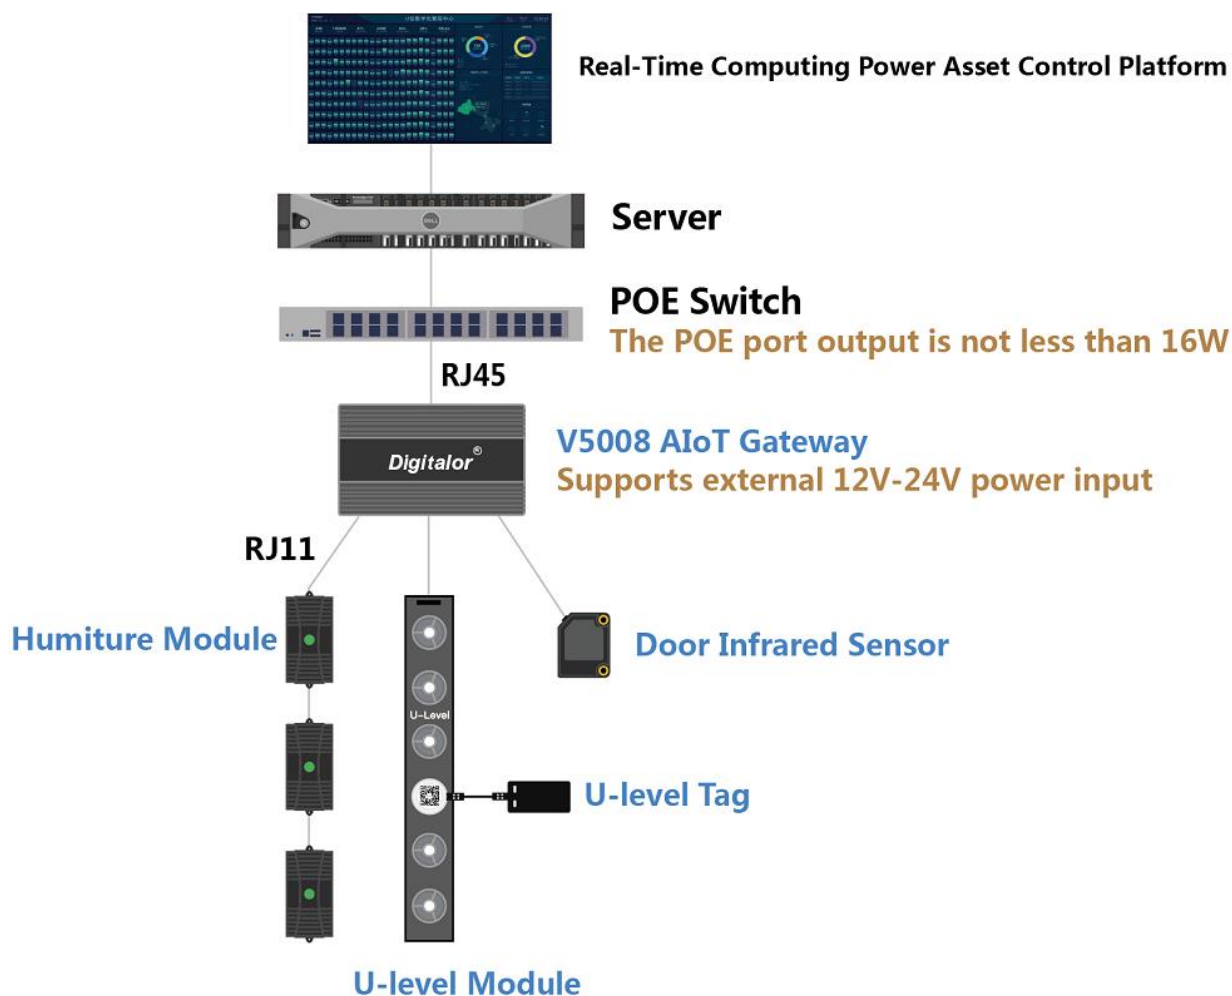 Real-Time Computing Power Asset Control Platform
Server
DELL
POE Switch
The POE port output is not less than 16W
RJ45
Digitalor®
V5008 AIoT Gateway
Supports external 12V-24V power input
RJ11
Humiture Module
U-Level
Door Infrared Sensor
U-level Tag
U-level Module